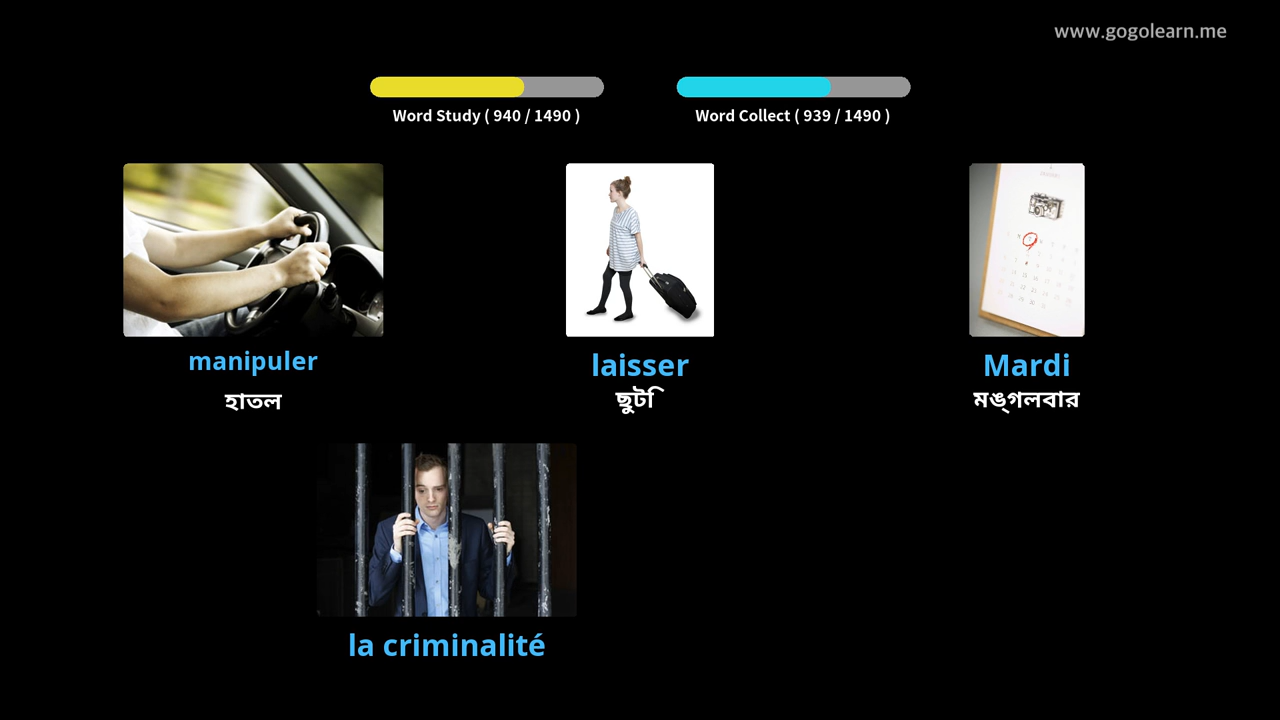 www.gogolearn.me
Word Study ( 940 / 1490 )
Word Collect ( 939 / 1490 )
manipuler
হাতল
laisser
ছুটি
Mardi
মঙ্গলবার
la criminalité